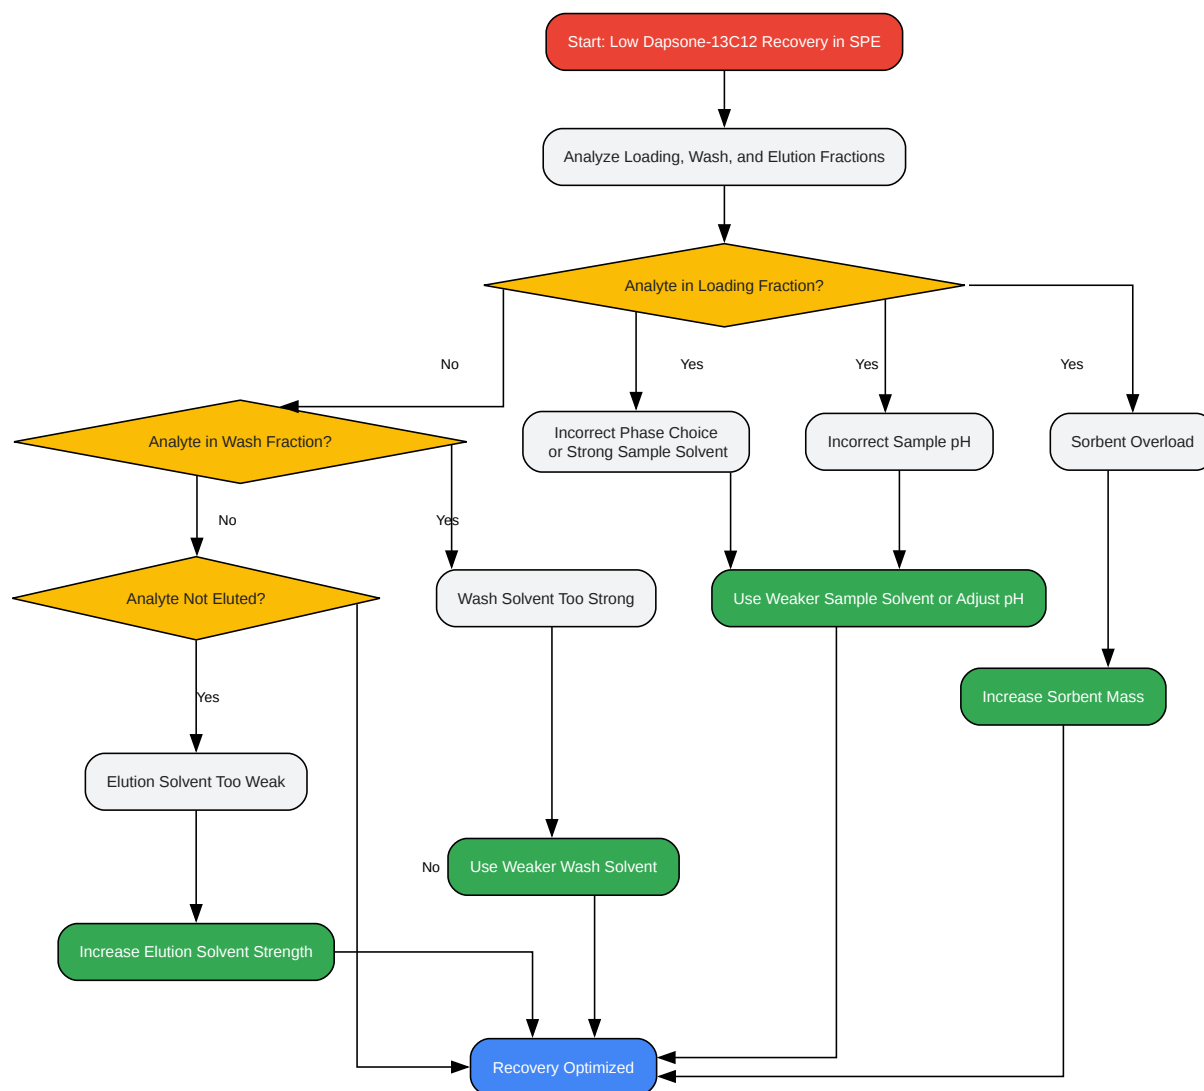 Start: Low Dapsone-13C12 Recovery in SPE
Analyze Loading, Wash, and Elution Fractions
Analyte in Loading Fraction?
No
Yes
Yes
Yes
Analyte in Wash Fraction?
Incorrect Phase Choice
or Strong Sample Solvent
Incorrect Sample pH
Sorbent Overload
No
Yes
Analyte Not Eluted?
Wash Solvent Too Strong
Use Weaker Sample Solvent or Adjust pH
Yes
Increase Sorbent Mass
Elution Solvent Too Weak
No
Use Weaker Wash Solvent
Increase Elution Solvent Strength
Recovery Optimized